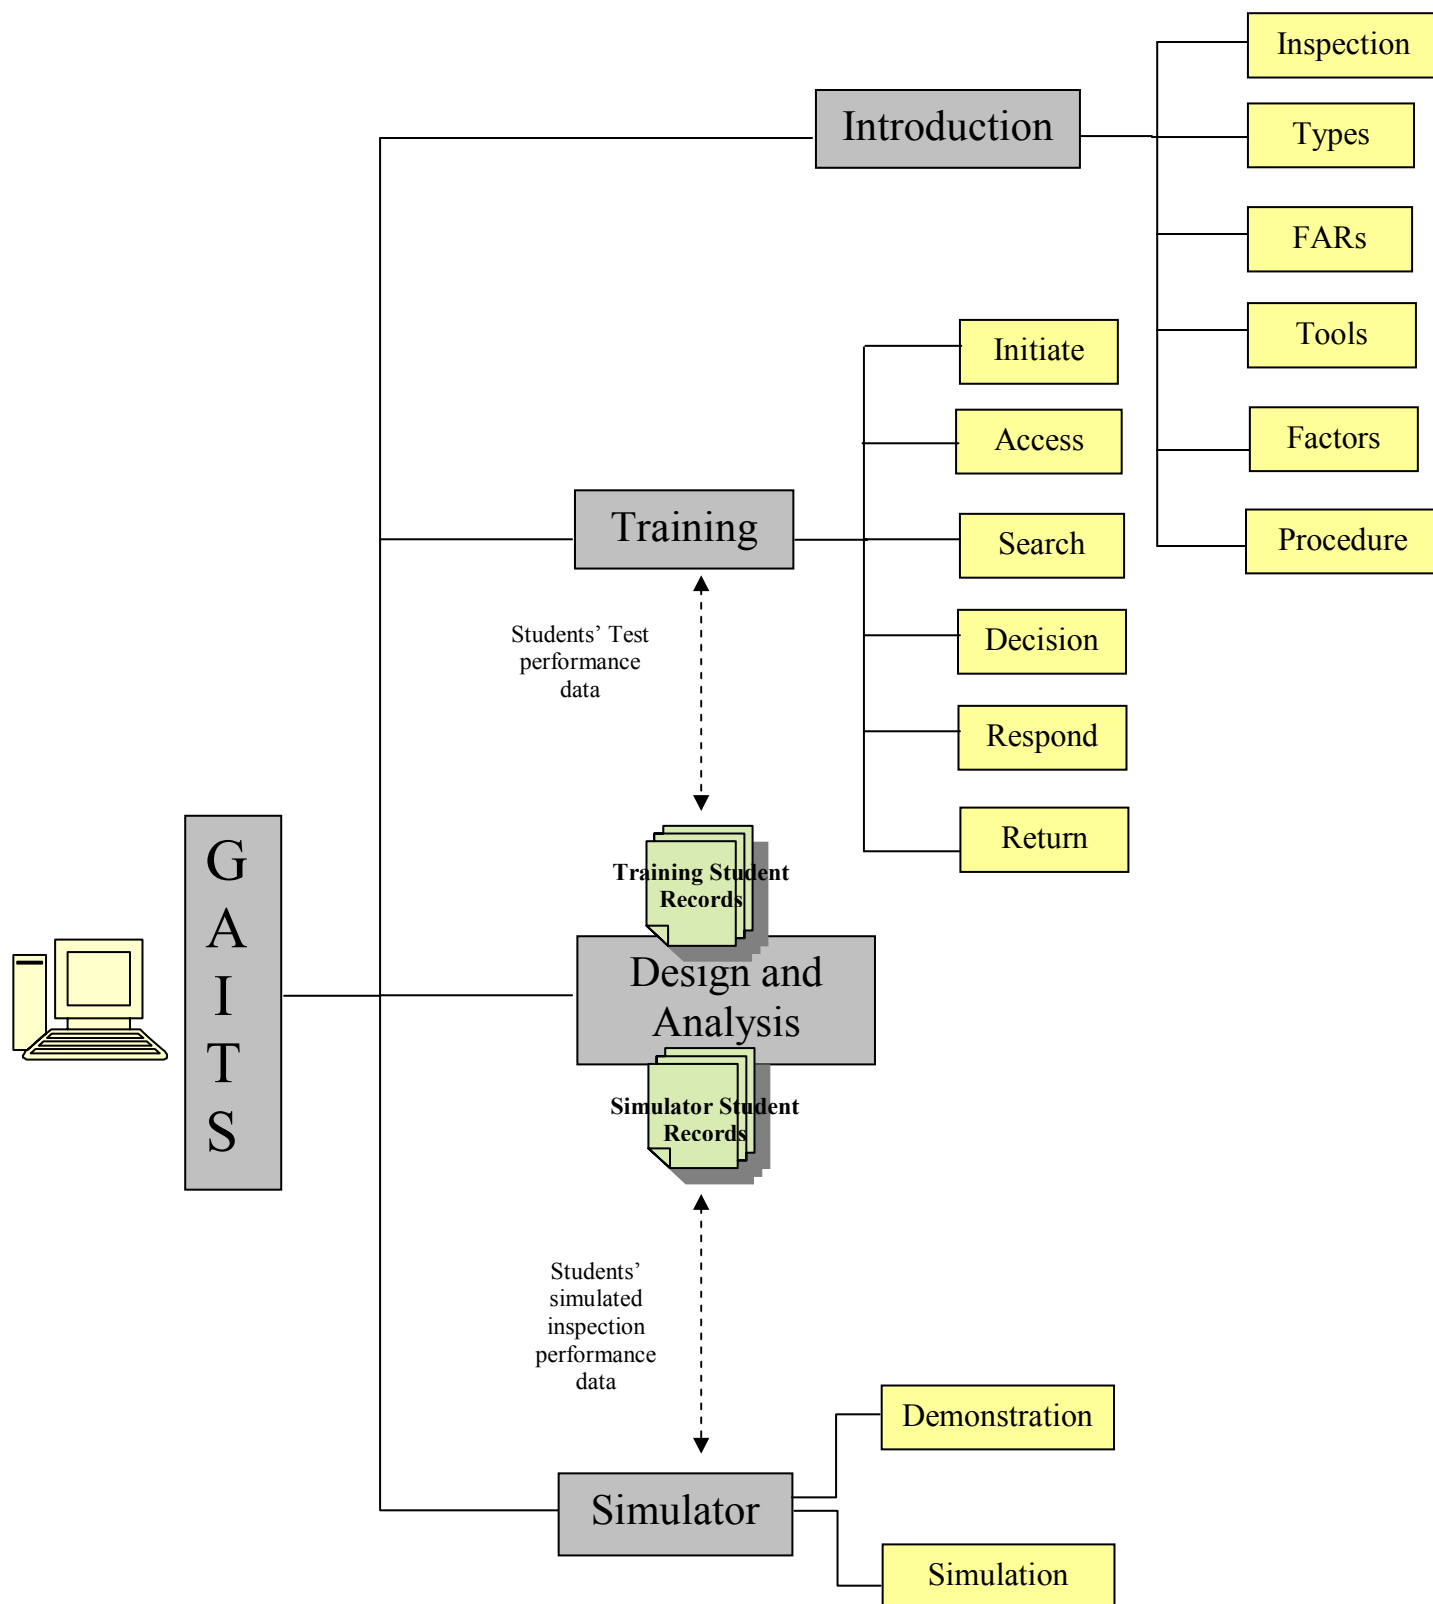 Inspection
Introduction
Types
FARs
Tools
Factors
Procedure
Initiate
Access
Training
Search
Decision
Respond
Return
Students’ Test
performance
data
G
A
I
T
S
Training Student
Records
Design and
Analysis
Simulator Student
Records
Students’
simulated
inspection
performance
data
Demonstration
Simulator
Simulation